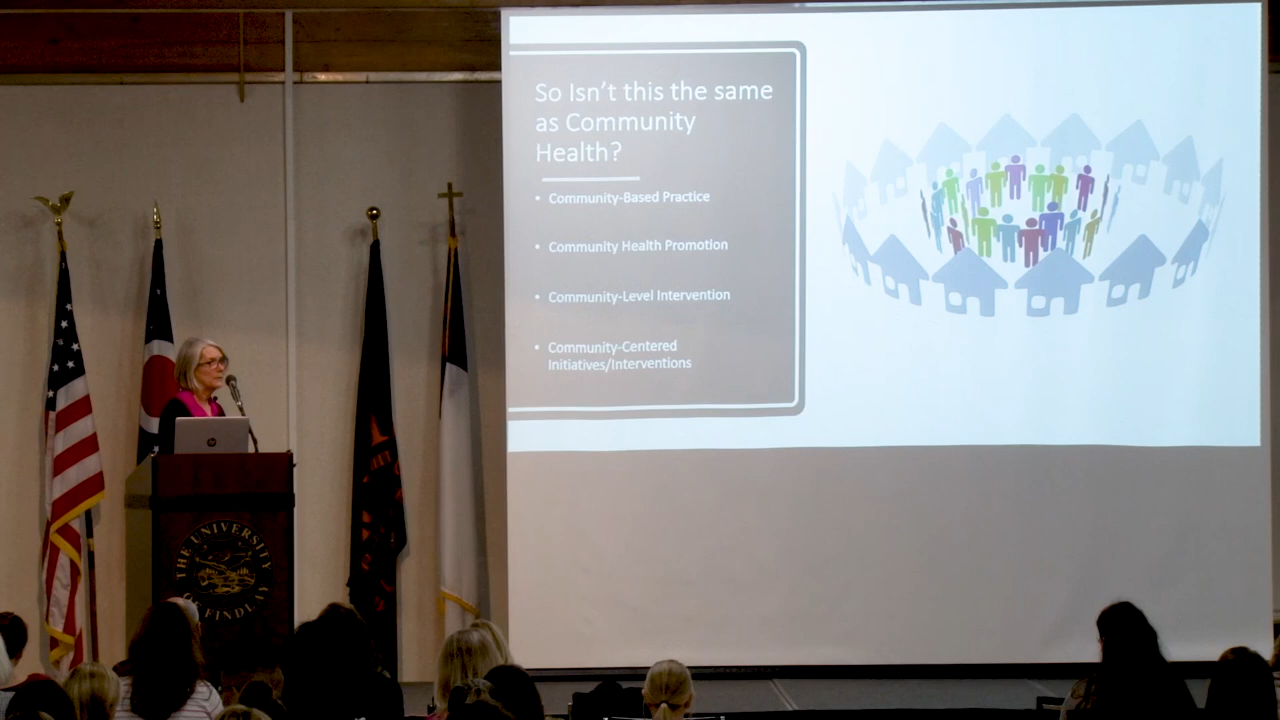 So Isn't this the same
as Community
Health?
• Community-Based Practice
• Community Health Promotion
• Community-Level Intervention
• Community-Centered
Initiatives/Interventions
hp
THE UNIVERSITY
OF FINDLAY